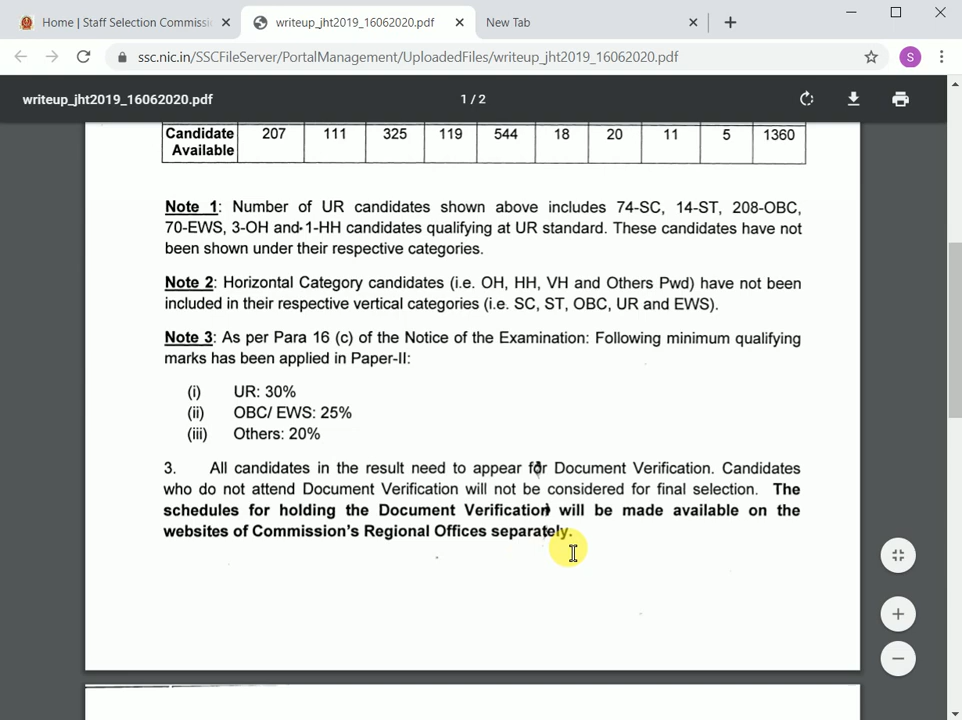 Home | Staff Selection Commissi
writeup_jht2019_16062020.pdf
New Tab
ssc.nic.in/SSCFileServer/PortalManagement/UploadedFiles/writeup_jht2019_16062020.pdf
S
writeup_jht2019_16062020.pdf
1 / 2
Candidate Available 207 111 325 119 544 18 20 11 5 1360
Note 1: Number of UR candidates shown above includes 74-SC, 14-ST, 208-OBC,
70-EWS, 3-OH and 1-HH candidates qualifying at UR standard. These candidates have not
been shown under their respective categories.
Note 2: Horizontal Category candidates (i.e. OH, HH, VH and Others Pwd) have not been
included in their respective vertical categories (i.e. SC, ST, OBC, UR and EWS).
Note 3: As per Para 16 (c) of the Notice of the Examination: Following minimum qualifying
marks has been applied in Paper-II:
(i) UR: 30%
(ii) OBC/ EWS: 25%
(iii) Others: 20%
3. All candidates in the result need to appear for Document Verification. Candidates
who do not attend Document Verification will not be considered for final selection. The
schedules for holding the Document Verification will be made available on the
websites of Commission's Regional Offices separately.